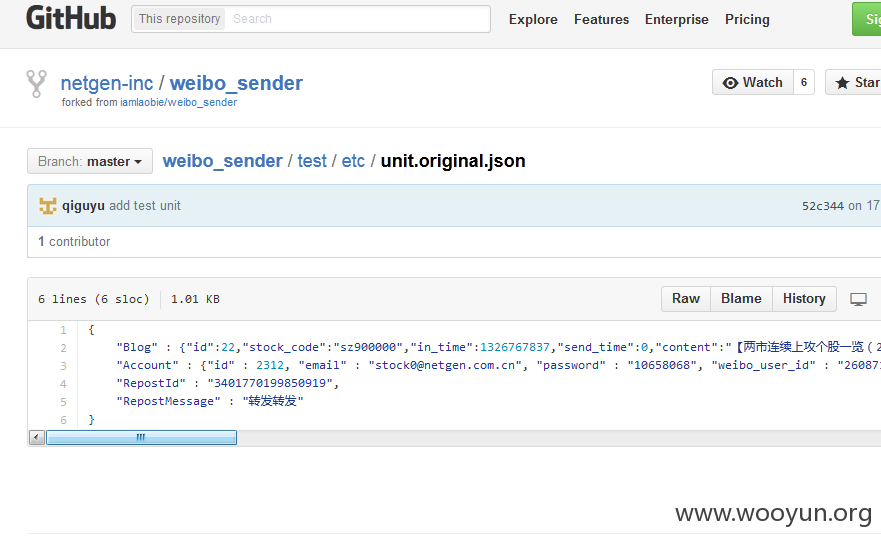 GitHub This repository Search Explore Features Enterprise Pricing
netgen-inc / weibo_sender Watch 6 Star
forked from iamlaobie/weibo_sender
Branch: master weibo_sender / test / etc / unit.original.json
qiguyu add test unit 52c344 on 17
1 contributor
6 lines (6 sloc) 1.01 KB Raw Blame History
1 {
2 "Blog" : {"id":22,"stock_code":"sz900000","in_time":1326767837,"send_time":0,"content":"【两市连续上攻个股一览（2
3 "Account" : {"id" : 2312, "email" : "stock0@netgen.com.cn", "password" : "10658068", "weibo_user_id" : "26087
4 "RepostId" : "3401770199850919",
5 "RepostMessage" : "转发转发"
6 }
www.wooyun.org